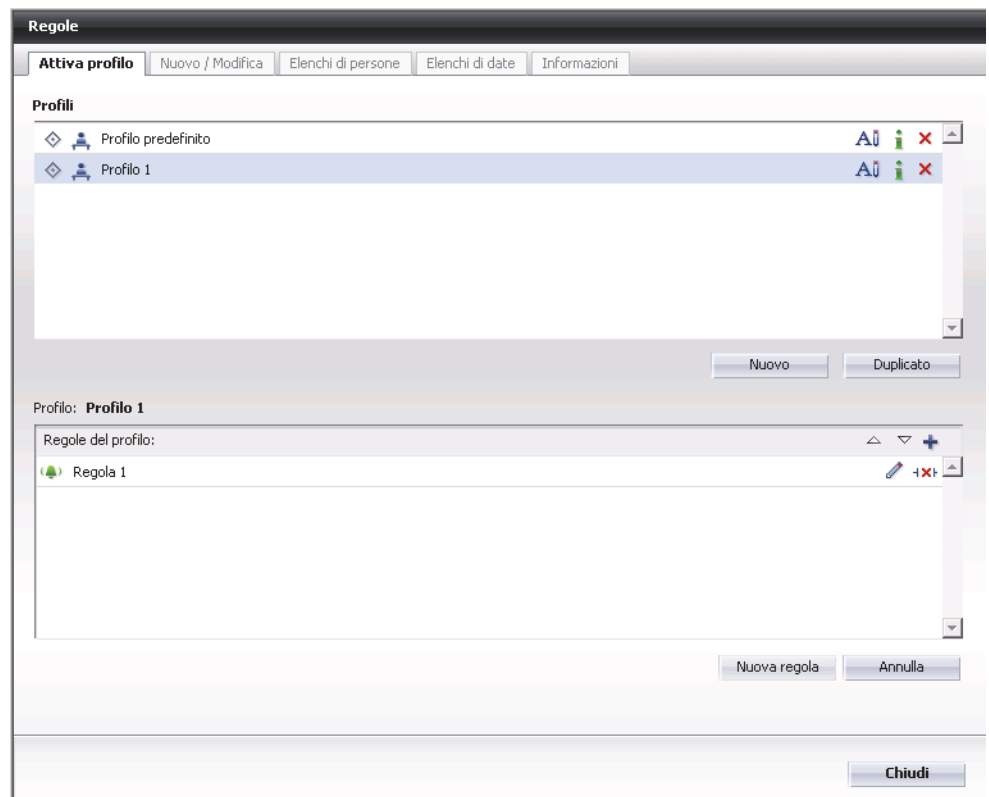 Regole
Attiva profilo Nuovo / Modifica Elenchi di persone Elenchi di date Informazioni
Profili
Profilo predefinito
Profilo 1
Nuovo Duplicato
Profilo: Profilo 1
Regole del profilo:
Regola 1
Nuova regola Annulla
Chiudi